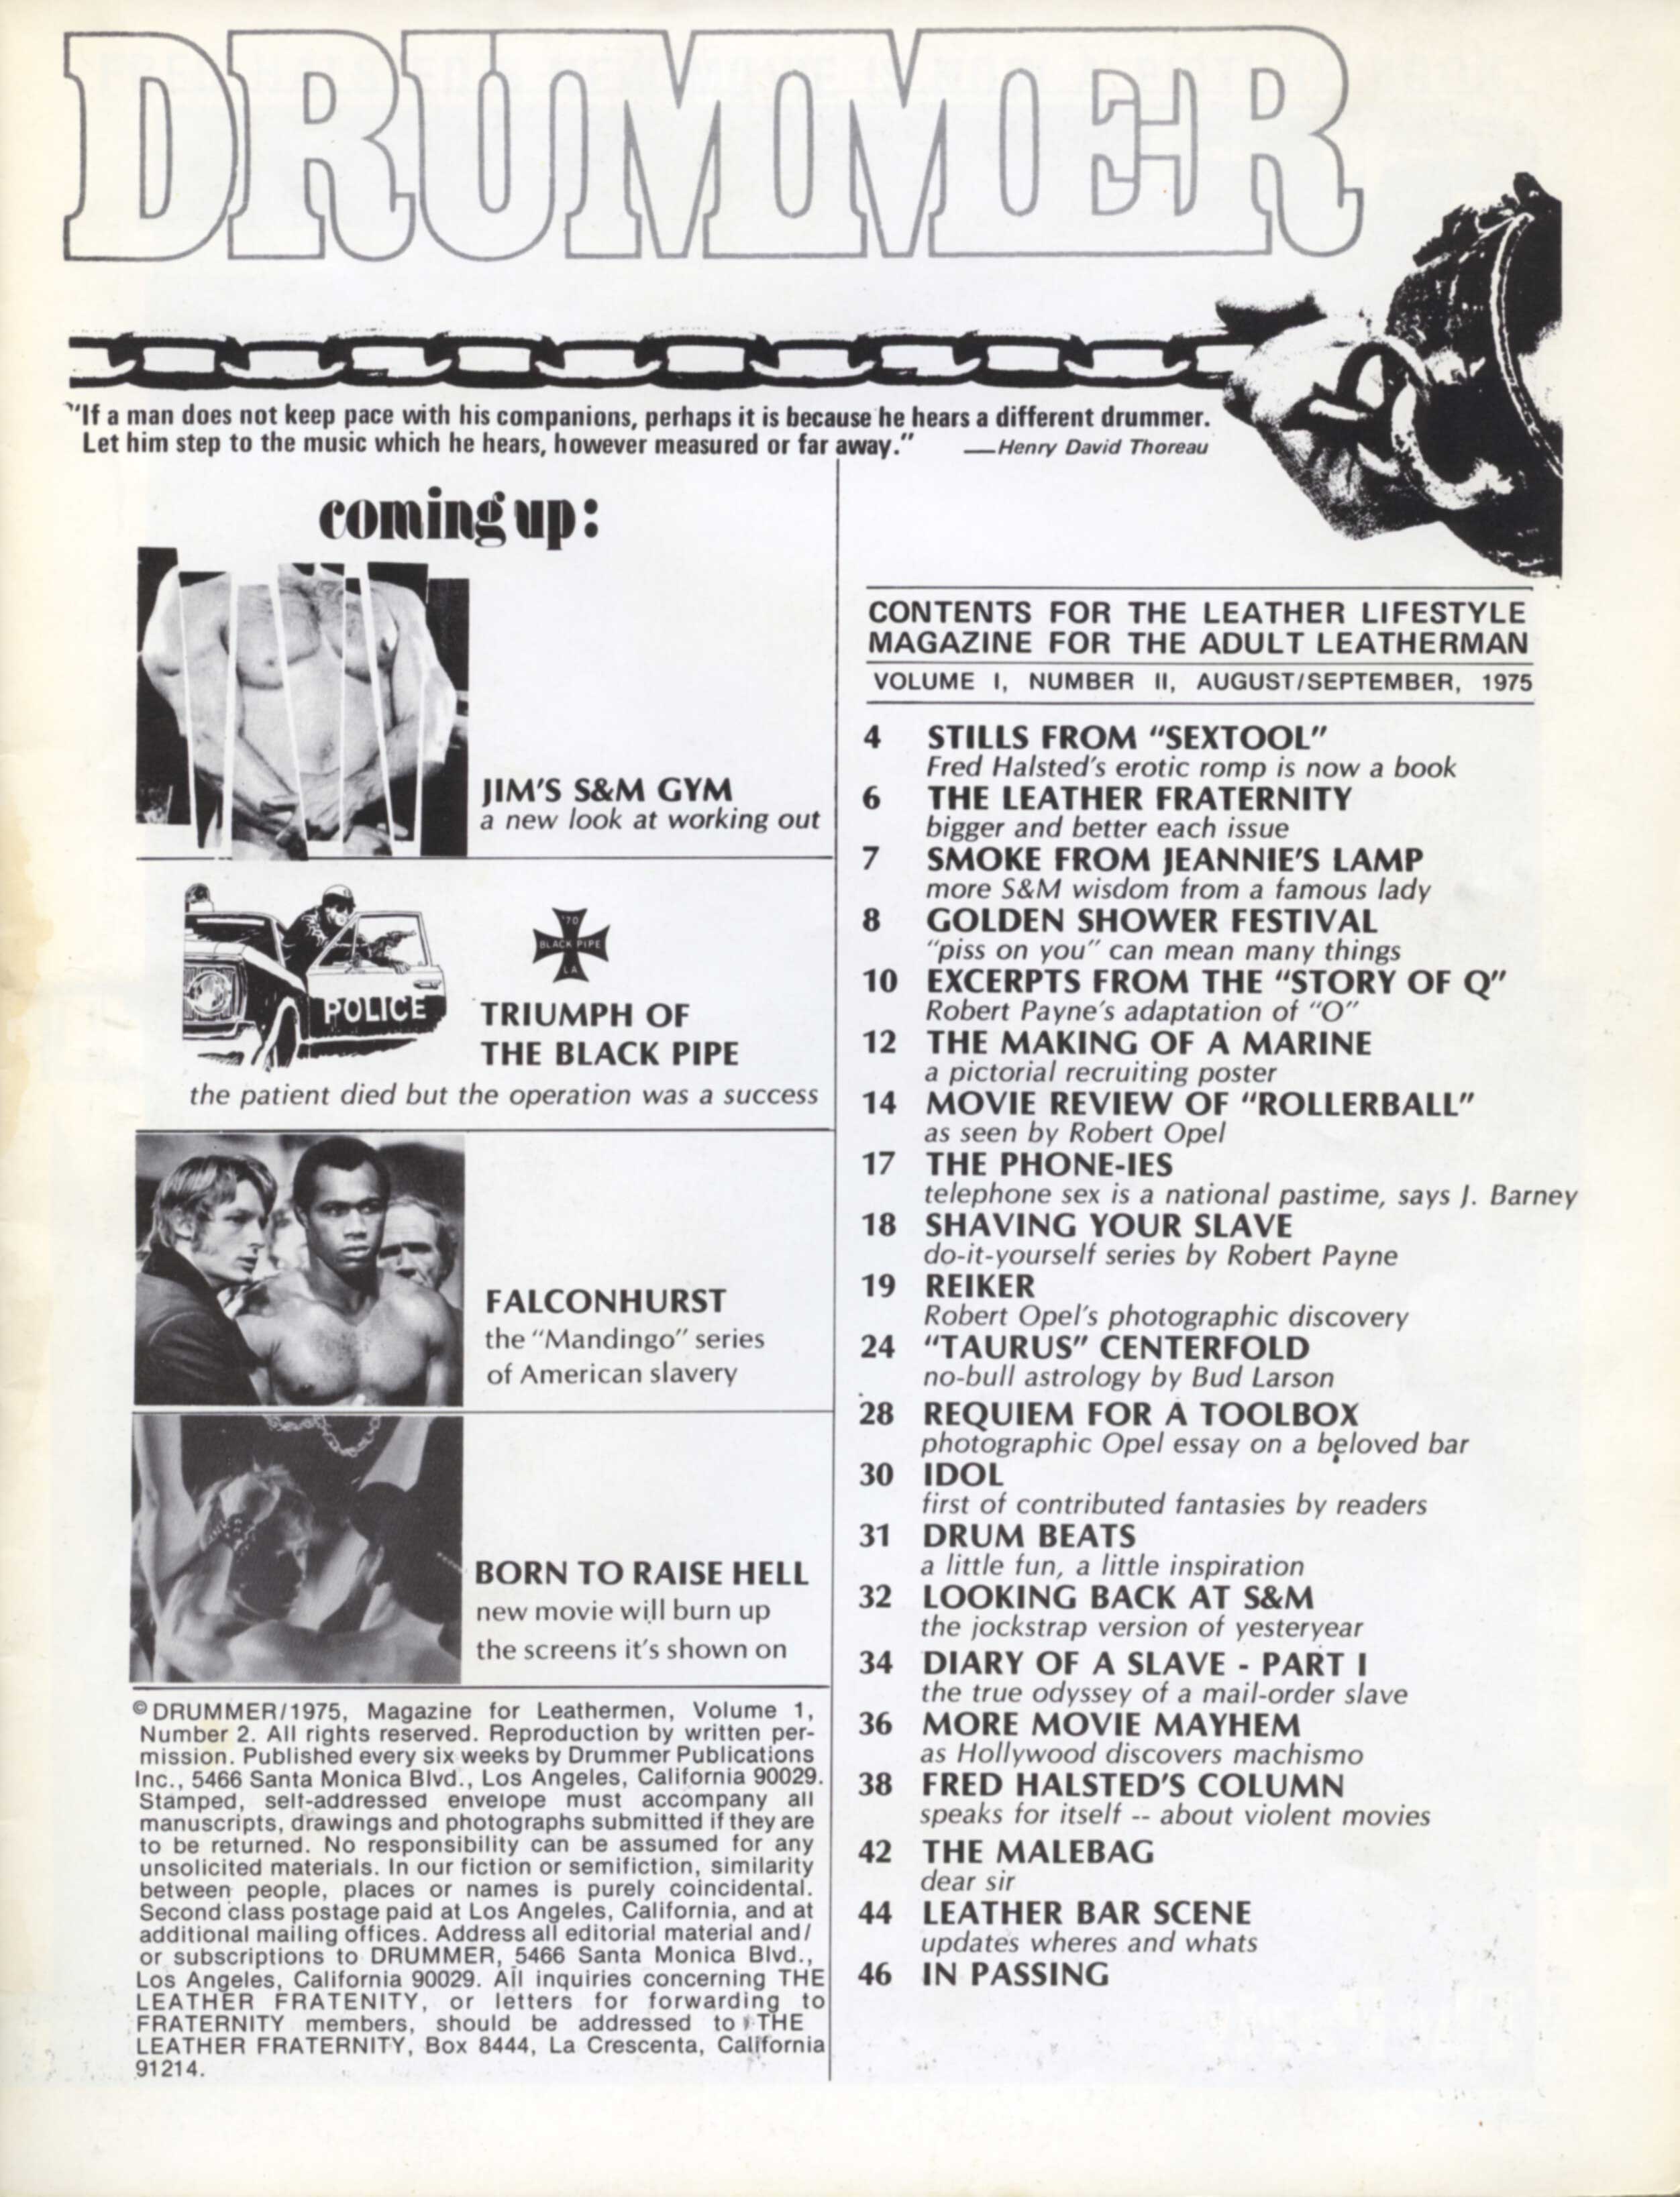 DRUMMER
"If a man does not keep pace with his companions, perhaps it is because he hears a different drummer.
Let him step to the music which he hears, however measured or far away."
—Henry David Thoreau
coming up:
JIM'S S&M GYM
a new look at working out
'70
BLACK PIPE
L.A.
POLICE
TRIUMPH OF
THE BLACK PIPE
the patient died but the operation was a success
FALCONHURST
the "Mandingo" series
of American slavery
BORN TO RAISE HELL
new movie will burn up
the screens it's shown on
©DRUMMER/1975, Magazine for Leathermen, Volume 1,
Number 2. All rights reserved. Reproduction by written per-
mission. Published every six weeks by Drummer Publications
Inc., 5466 Santa Monica Blvd., Los Angeles, California 90029.
Stamped, self-addressed envelope must accompany all
manuscripts, drawings and photographs submitted if they are
to be returned. No responsibility can be assumed for any
unsolicited materials. In our fiction or semifiction, similarity
between people, places or names is purely coincidental.
Second class postage paid at Los Angeles, California, and at
additional mailing offices. Address all editorial material and/
or subscriptions to DRUMMER, 5466 Santa Monica Blvd.,
Los Angeles, California 90029. All inquiries concerning THE
LEATHER FRATENITY, or letters for forwarding to
FRATERNITY members, should be addressed to THE
LEATHER FRATERNITY, Box 8444, La Crescenta, California
91214.
CONTENTS FOR THE LEATHER LIFESTYLE
MAGAZINE FOR THE ADULT LEATHERMAN
VOLUME I, NUMBER II, AUGUST/SEPTEMBER, 1975
4 STILLS FROM "SEXTOOL"
Fred Halsted's erotic romp is now a book
6 THE LEATHER FRATERNITY
bigger and better each issue
7 SMOKE FROM JEANNIE'S LAMP
more S&M wisdom from a famous lady
8 GOLDEN SHOWER FESTIVAL
"piss on you" can mean many things
10 EXCERPTS FROM THE "STORY OF Q"
Robert Payne's adaptation of "O"
12 THE MAKING OF A MARINE
a pictorial recruiting poster
14 MOVIE REVIEW OF "ROLLERBALL"
as seen by Robert Opel
17 THE PHONE-IES
telephone sex is a national pastime, says J. Barney
18 SHAVING YOUR SLAVE
do-it-yourself series by Robert Payne
19 REIKER
Robert Opel's photographic discovery
24 "TAURUS" CENTERFOLD
no-bull astrology by Bud Larson
28 REQUIEM FOR A TOOLBOX
photographic Opel essay on a beloved bar
30 IDOL
first of contributed fantasies by readers
31 DRUM BEATS
a little fun, a little inspiration
32 LOOKING BACK AT S&M
the jockstrap version of yesteryear
34 DIARY OF A SLAVE - PART I
the true odyssey of a mail-order slave
36 MORE MOVIE MAYHEM
as Hollywood discovers machismo
38 FRED HALSTED'S COLUMN
speaks for itself -- about violent movies
42 THE MALEBAG
dear sir
44 LEATHER BAR SCENE
updates wheres and whats
46 IN PASSING